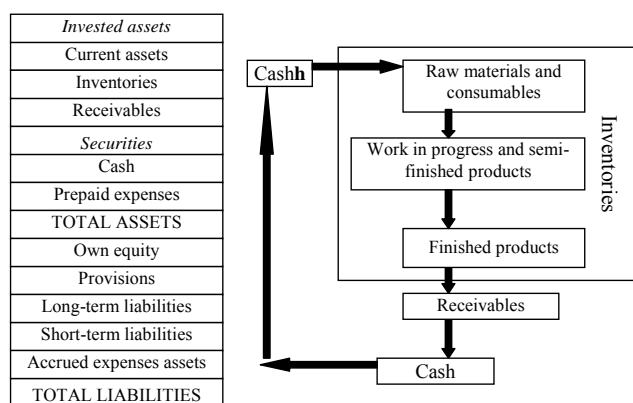 Invested assets
Current assets
Inventories
Receivables
Securities
Cash
Prepaid expenses
TOTAL ASSETS
Own equity
Provisions
Long-term liabilities
Short-term liabilities
Accrued expenses assets
TOTAL LIABILITIES
Cashh
Raw materials and
consumables
Work in progress and semi-
finished products
Finished products
Inventories
Receivables
Cash